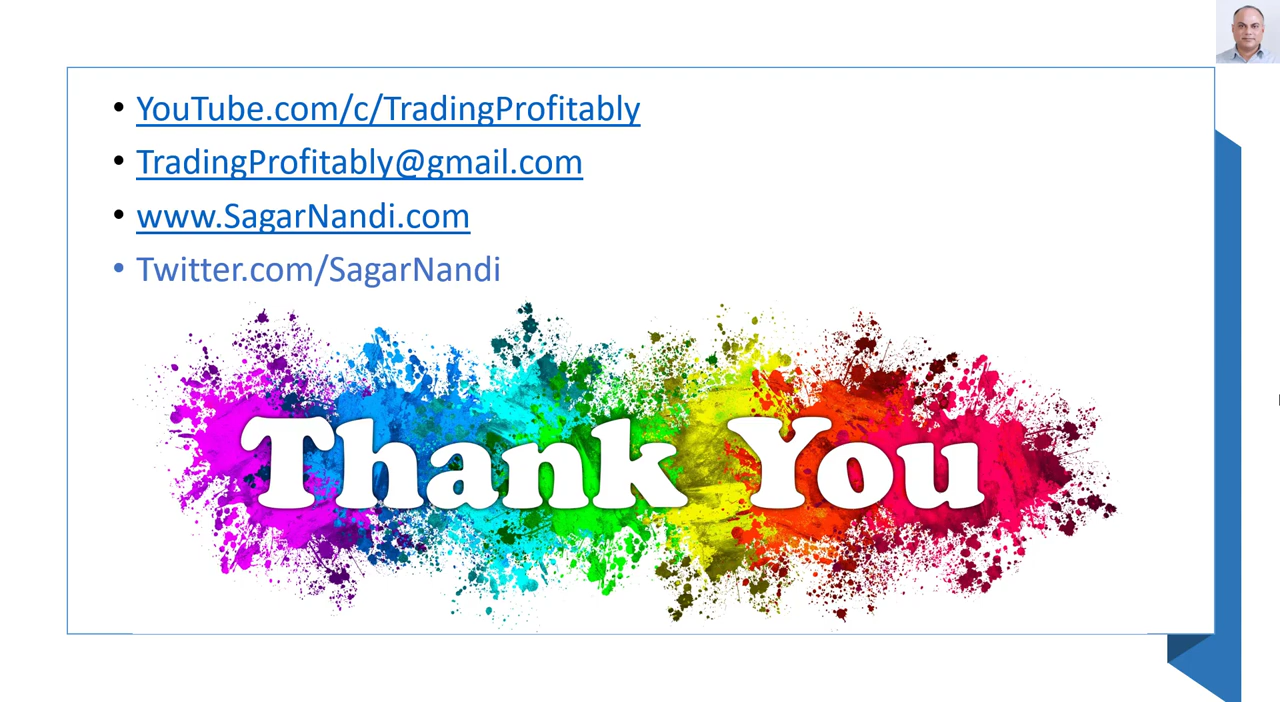 • YouTube.com/c/TradingProfitably
• TradingProfitably@gmail.com
• www.SagarNandi.com
• Twitter.com/SagarNandi
Thank You